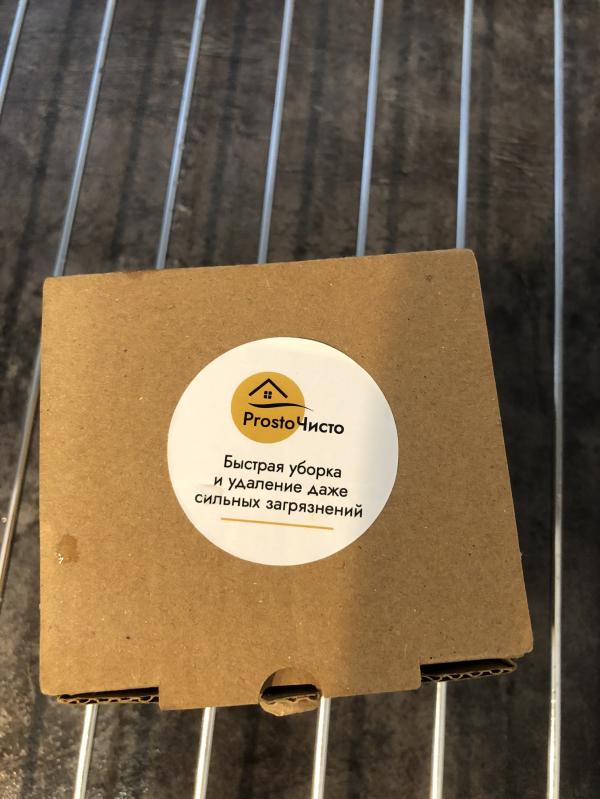 ProstoЧисто
Быстрая уборка
и удаление даже
сильных загрязнений